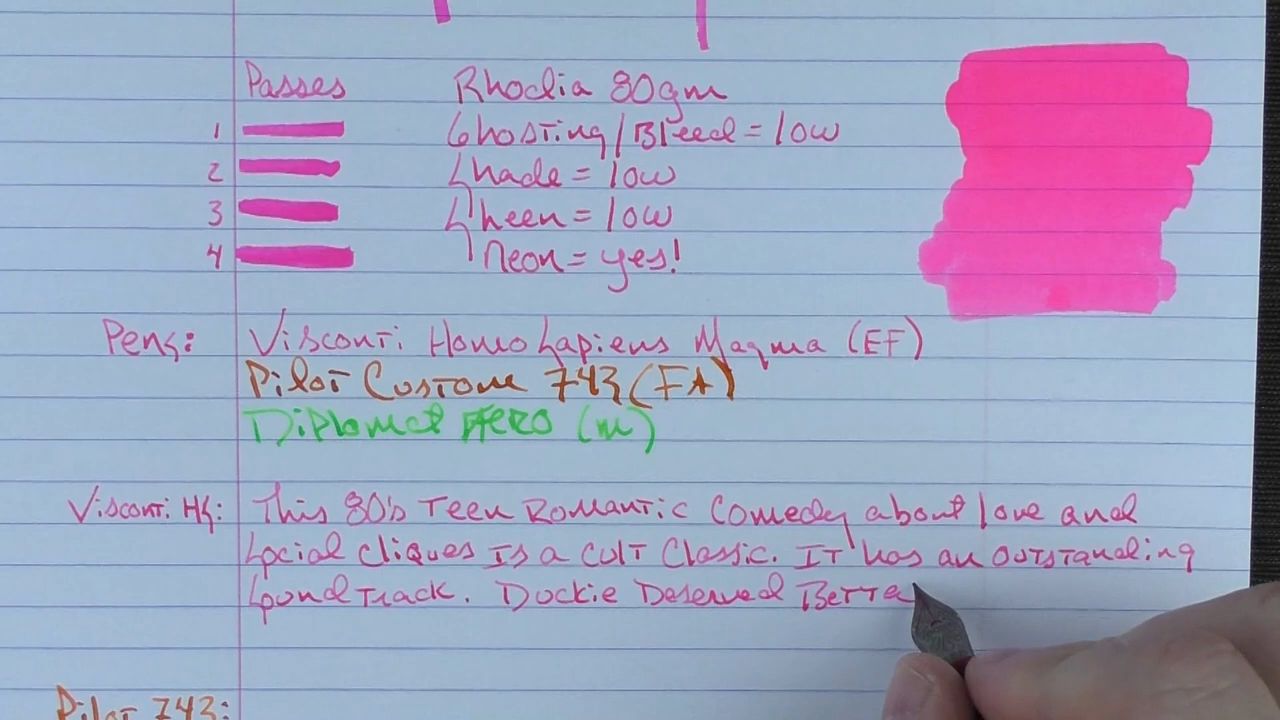 Passes
1
2
3
4
Rhodia 80gm
Ghosting/Bleed = low
Shade = low
Sheen = low
Neon = yes!
Pens: Visconti Homo Sapiens Magma (EF)
Pilot Custom 743 (FA)
Diplomat Aero (m)
Visconti HS: This 80's Teen Romantic Comedy about love and
Social cliques Is a cult Classic. It has an outstanding
Soundtrack. Duckie Deserved Bette
Pilot 743: